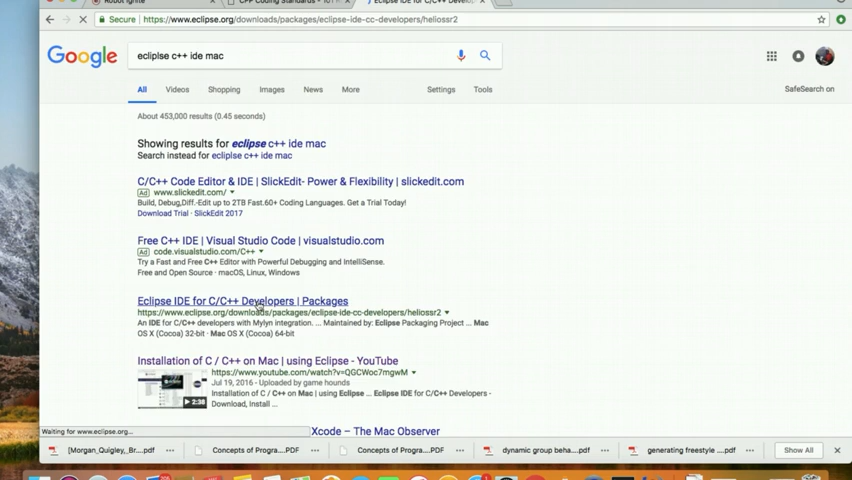 Robot Ignite
CPP Coding Standards - 101 R
Eclipse IDE for C/C++ Develo
Secure https://www.eclipse.org/downloads/packages/eclipse-ide-cc-developers/heliossr2
Google
ecliplse c++ ide mac
All Videos Shopping Images News More Settings Tools
SafeSearch on
About 453,000 results (0.45 seconds)
Showing results for eclipse c++ ide mac
Search instead for ecliplse c++ ide mac
C/C++ Code Editor & IDE | SlickEdit- Power & Flexibility | slickedit.com
Ad www.slickedit.com/
Build, Debug,Diff.-Edit up to 2TB Fast.60+ Coding Languages. Get a Trial Today!
Download Trial · SlickEdit 2017
Free C++ IDE | Visual Studio Code | visualstudio.com
Ad code.visualstudio.com/C++
Try a Fast and Free C++ Editor with Powerful Debugging and IntelliSense.
Free and Open Source · macOS, Linux, Windows
Eclipse IDE for C/C++ Developers | Packages
https://www.eclipse.org/downloads/packages/eclipse-ide-cc-developers/heliossr2
An IDE for C/C++ developers with Mylyn integration. ... Maintained by: Eclipse Packaging Project ... Mac
OS X (Cocoa) 32-bit · Mac OS X (Cocoa) 64-bit
Installation of C / C++ on Mac | using Eclipse - YouTube
https://www.youtube.com/watch?v=QGCWoc7mgwM
Jul 19, 2016 - Uploaded by game hounds
Installation of C / C++ on Mac | using Eclipse ... Eclipse IDE for C/C++ Developers -
Download, Install ...
2:38
Waiting for www.eclipse.org...
Xcode – The Mac Observer
[Morgan_Quigley,_Br....pdf
Concepts of Progra....PDF
Concepts of Progra....PDF
dynamic group beha....pdf
generating freestyle ....pdf
Show All